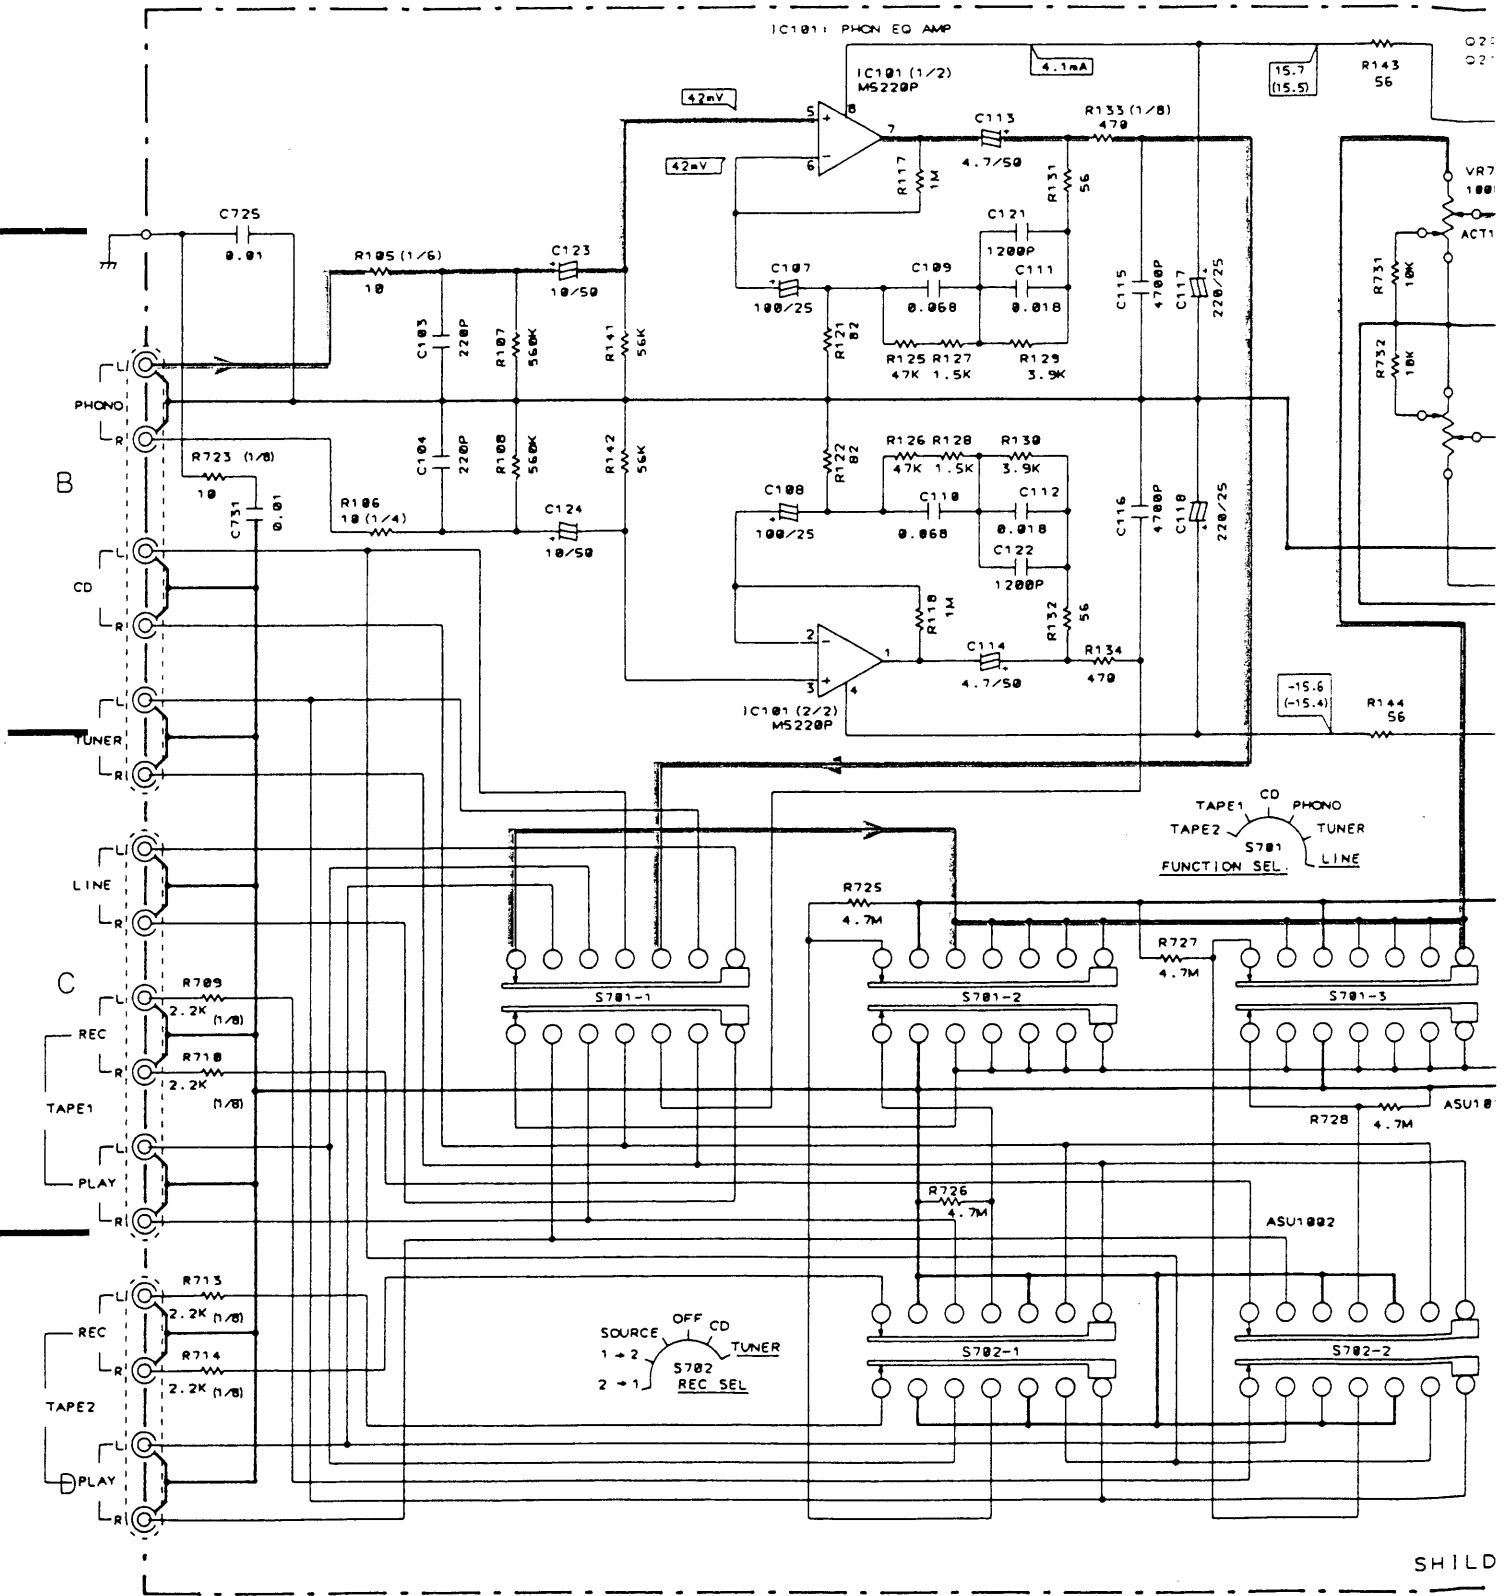 IC101: PHON EQ AMP
IC101 (1/2)
M5220P
4.1mA
15.7
(15.5)
R143
56
42mV
42mV
5
+
8
7
-
6
C113
4.7/50
R133 (1/8)
470
R117
1M
R131
56
C725
0.01
R105 (1/6)
10
C123
10/50
C121
1200P
C107
100/25
C109
0.068
C111
0.018
C115
4700P
C117
220/25
R731
10K
R732
10K
C103
220P
R107
560K
R141
56K
R121
82
R125
47K
R127
1.5K
R129
3.9K
L
PHONO
R
B
R723 (1/8)
10
C731
0.01
R106
10 (1/4)
C104
220P
R108
560K
R142
56K
C124
10/50
R122
82
R126
47K
R128
1.5K
R130
3.9K
C108
100/25
C110
0.068
C112
0.018
C122
1200P
C116
4700P
C118
220/25
L
CD
R
R118
1M
R132
56
2
-
1
+
3
4
C114
4.7/50
R134
470
IC101 (2/2)
M5220P
-15.6
(-15.4)
R144
56
L
TUNER
R
TAPE2
TAPE1
CD
PHONO
TUNER
LINE
S701
FUNCTION SEL.
L
LINE
R
R725
4.7M
R727
4.7M
C
S701-1
S701-2
S701-3
L
REC
R
R709
2.2K
(1/8)
R710
2.2K
(1/8)
TAPE1
L
PLAY
R
R728
4.7M
R726
4.7M
ASU1002
L
REC
R
R713
2.2K (1/8)
R714
2.2K (1/8)
TAPE2
SOURCE
OFF
CD
TUNER
1→2
2→1
S702
REC SEL
S702-1
S702-2
L
D
PLAY
R
SHILD